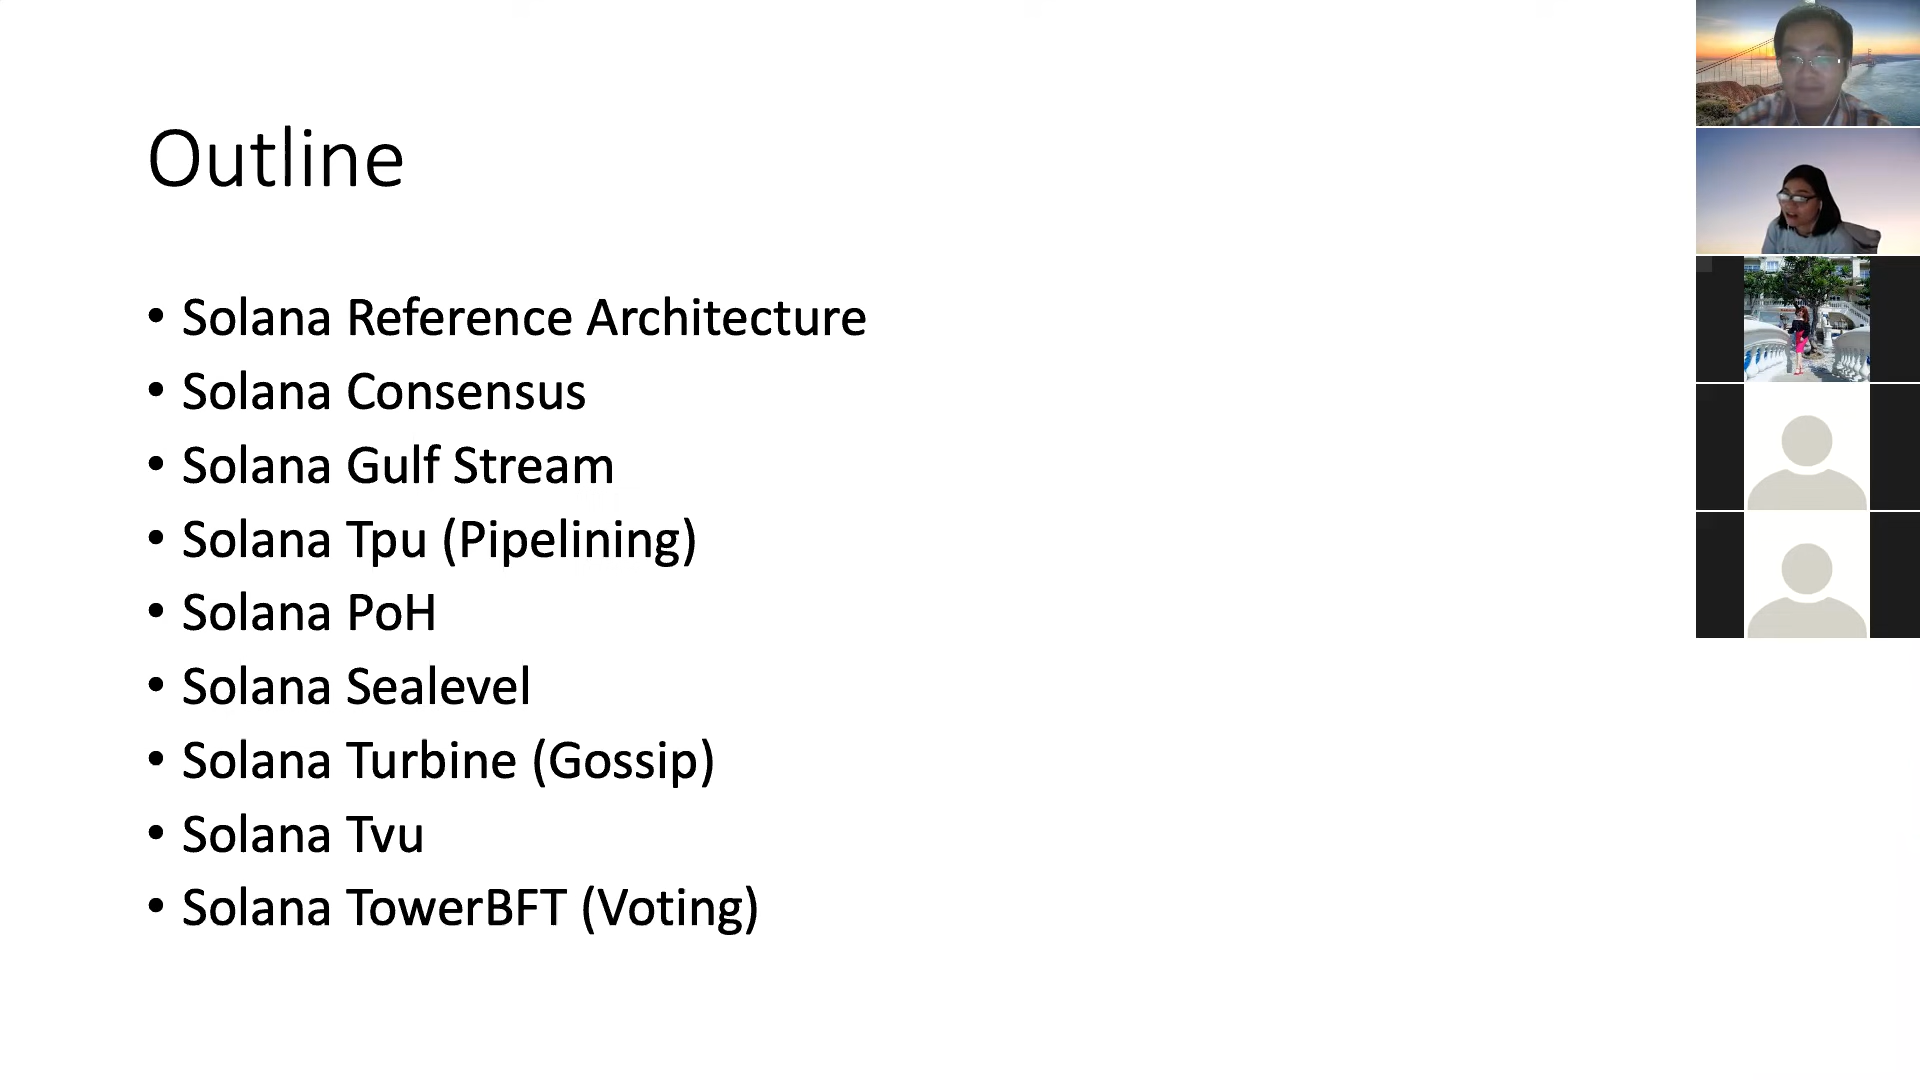 Outline
• Solana Reference Architecture
• Solana Consensus
• Solana Gulf Stream
• Solana Tpu (Pipelining)
• Solana PoH
• Solana Sealevel
• Solana Turbine (Gossip)
• Solana Tvu
• Solana TowerBFT (Voting)